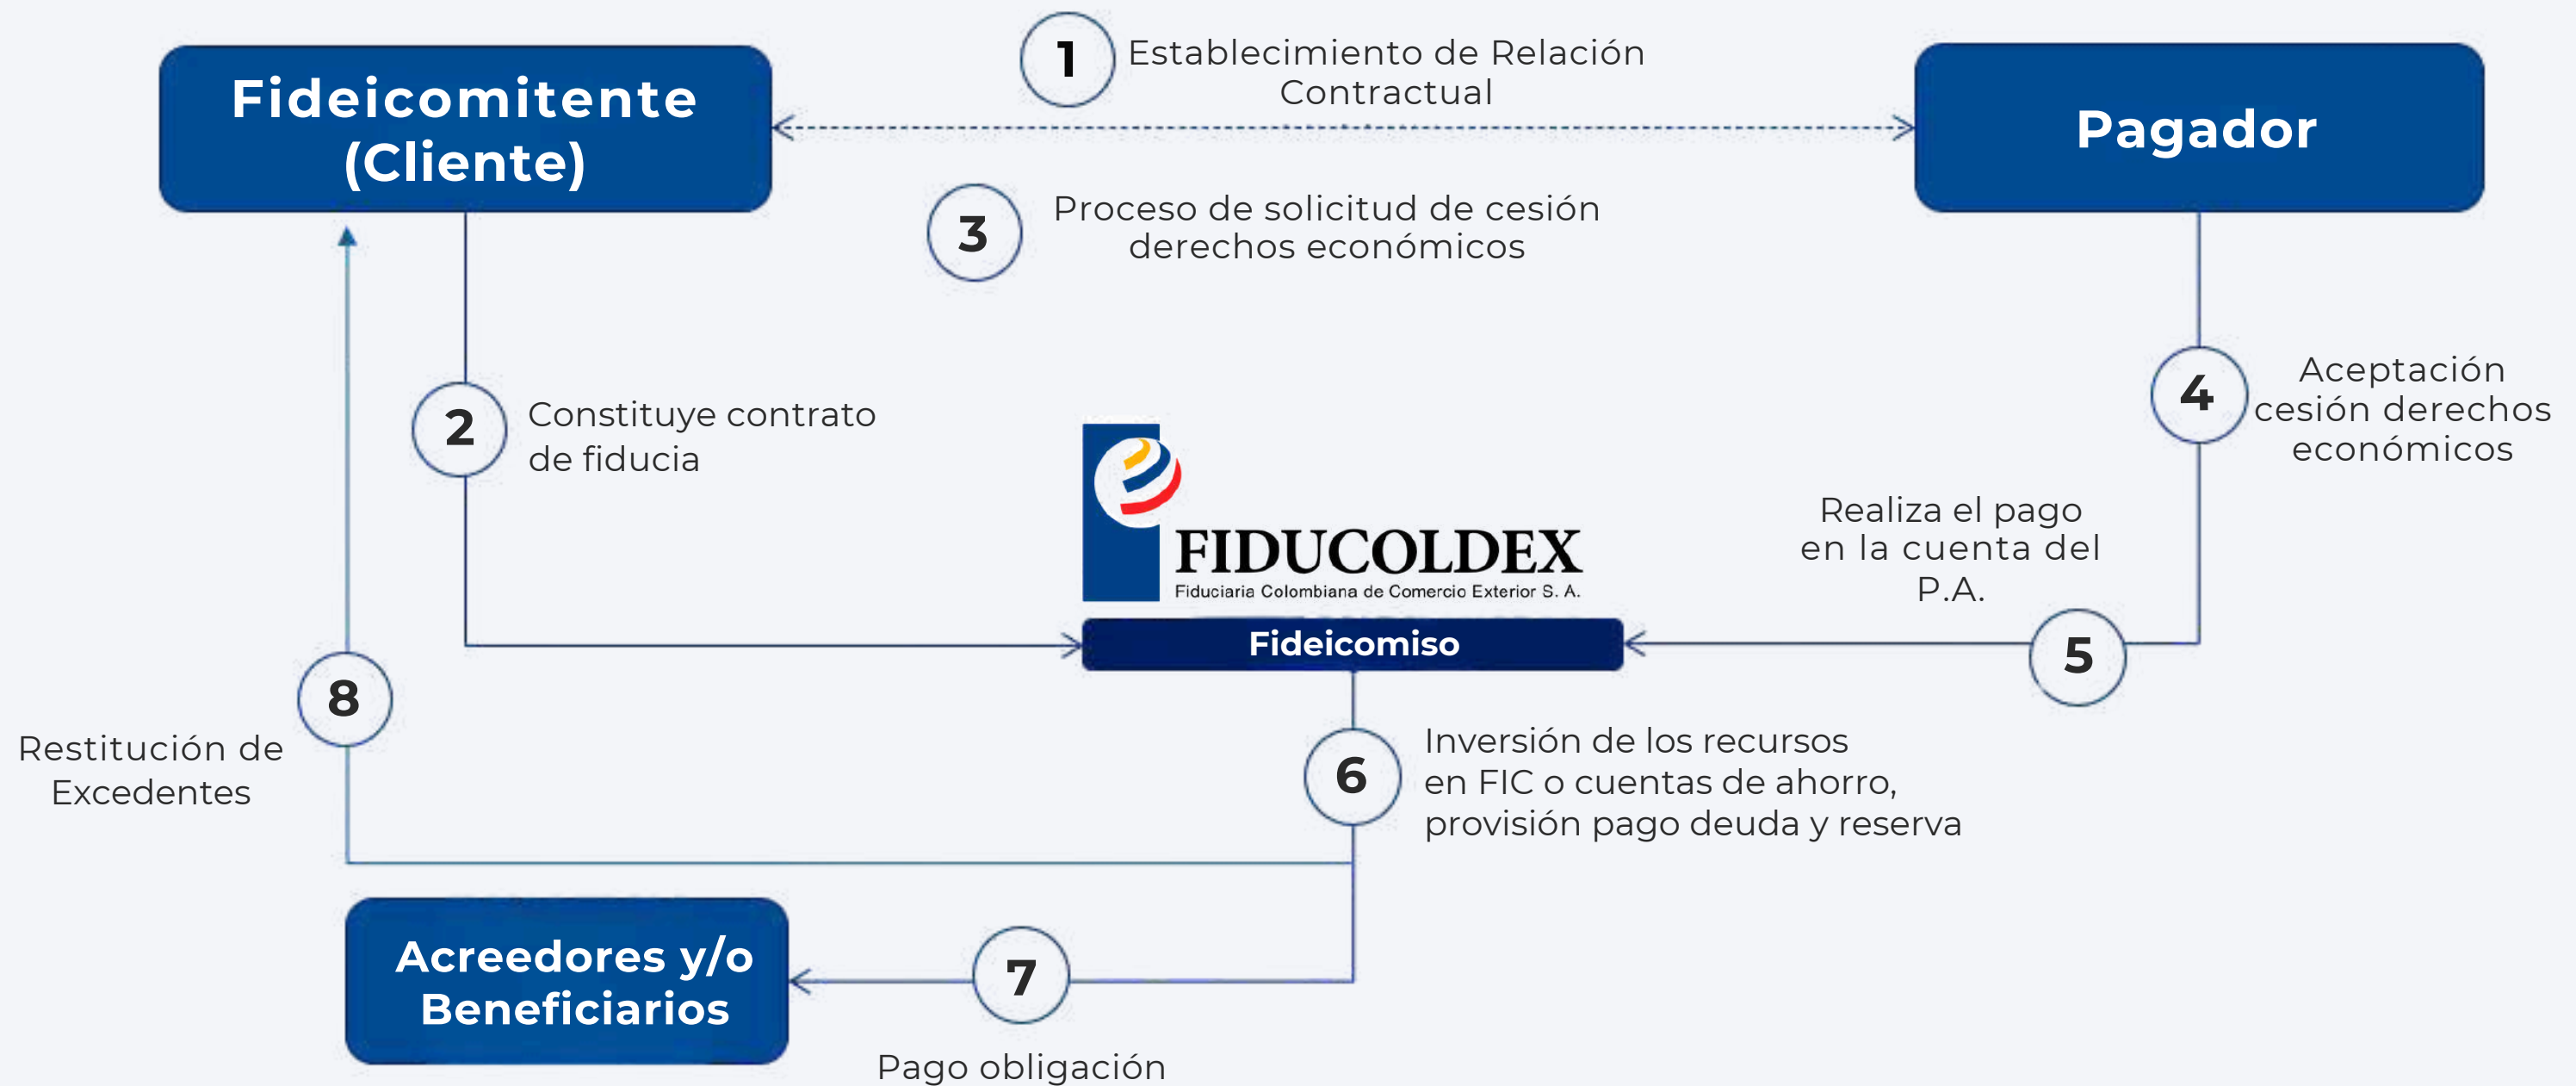 Fideicomitente
(Cliente)
1
Establecimiento de Relación
Contractual
Pagador
3
Proceso de solicitud de cesión
derechos económicos
2
Constituye contrato
de fiducia
4
Aceptación
cesión derechos
económicos
FIDUCOLDEX
Fiduciaria Colombiana de Comercio Exterior S. A.
Fideicomiso
Realiza el pago
en la cuenta del
P.A.
5
8
Restitución de
Excedentes
6
Inversión de los recursos
en FIC o cuentas de ahorro,
provisión pago deuda y reserva
Acreedores y/o
Beneficiarios
7
Pago obligación